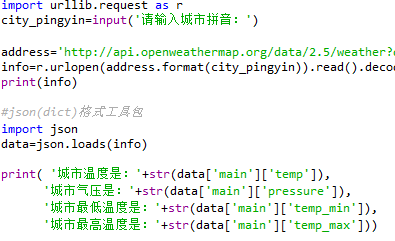 import urllib.request as r
city_pingyin=input('请输入城市拼音: ')
address='http://api.openweathermap.org/data/2.5/weather?
info=r.urlopen(address.format(city_pingyin)).read().deco
print(info)
#json(dict)格式工具包
import json
data=json.loads(info)
print( '城市温度是: '+str(data['main']['temp']),
'城市气压是: '+str(data['main']['pressure']),
'城市最低温度是: '+str(data['main']['temp_min']),
'城市最高温度是: '+str(data['main']['temp_max']))